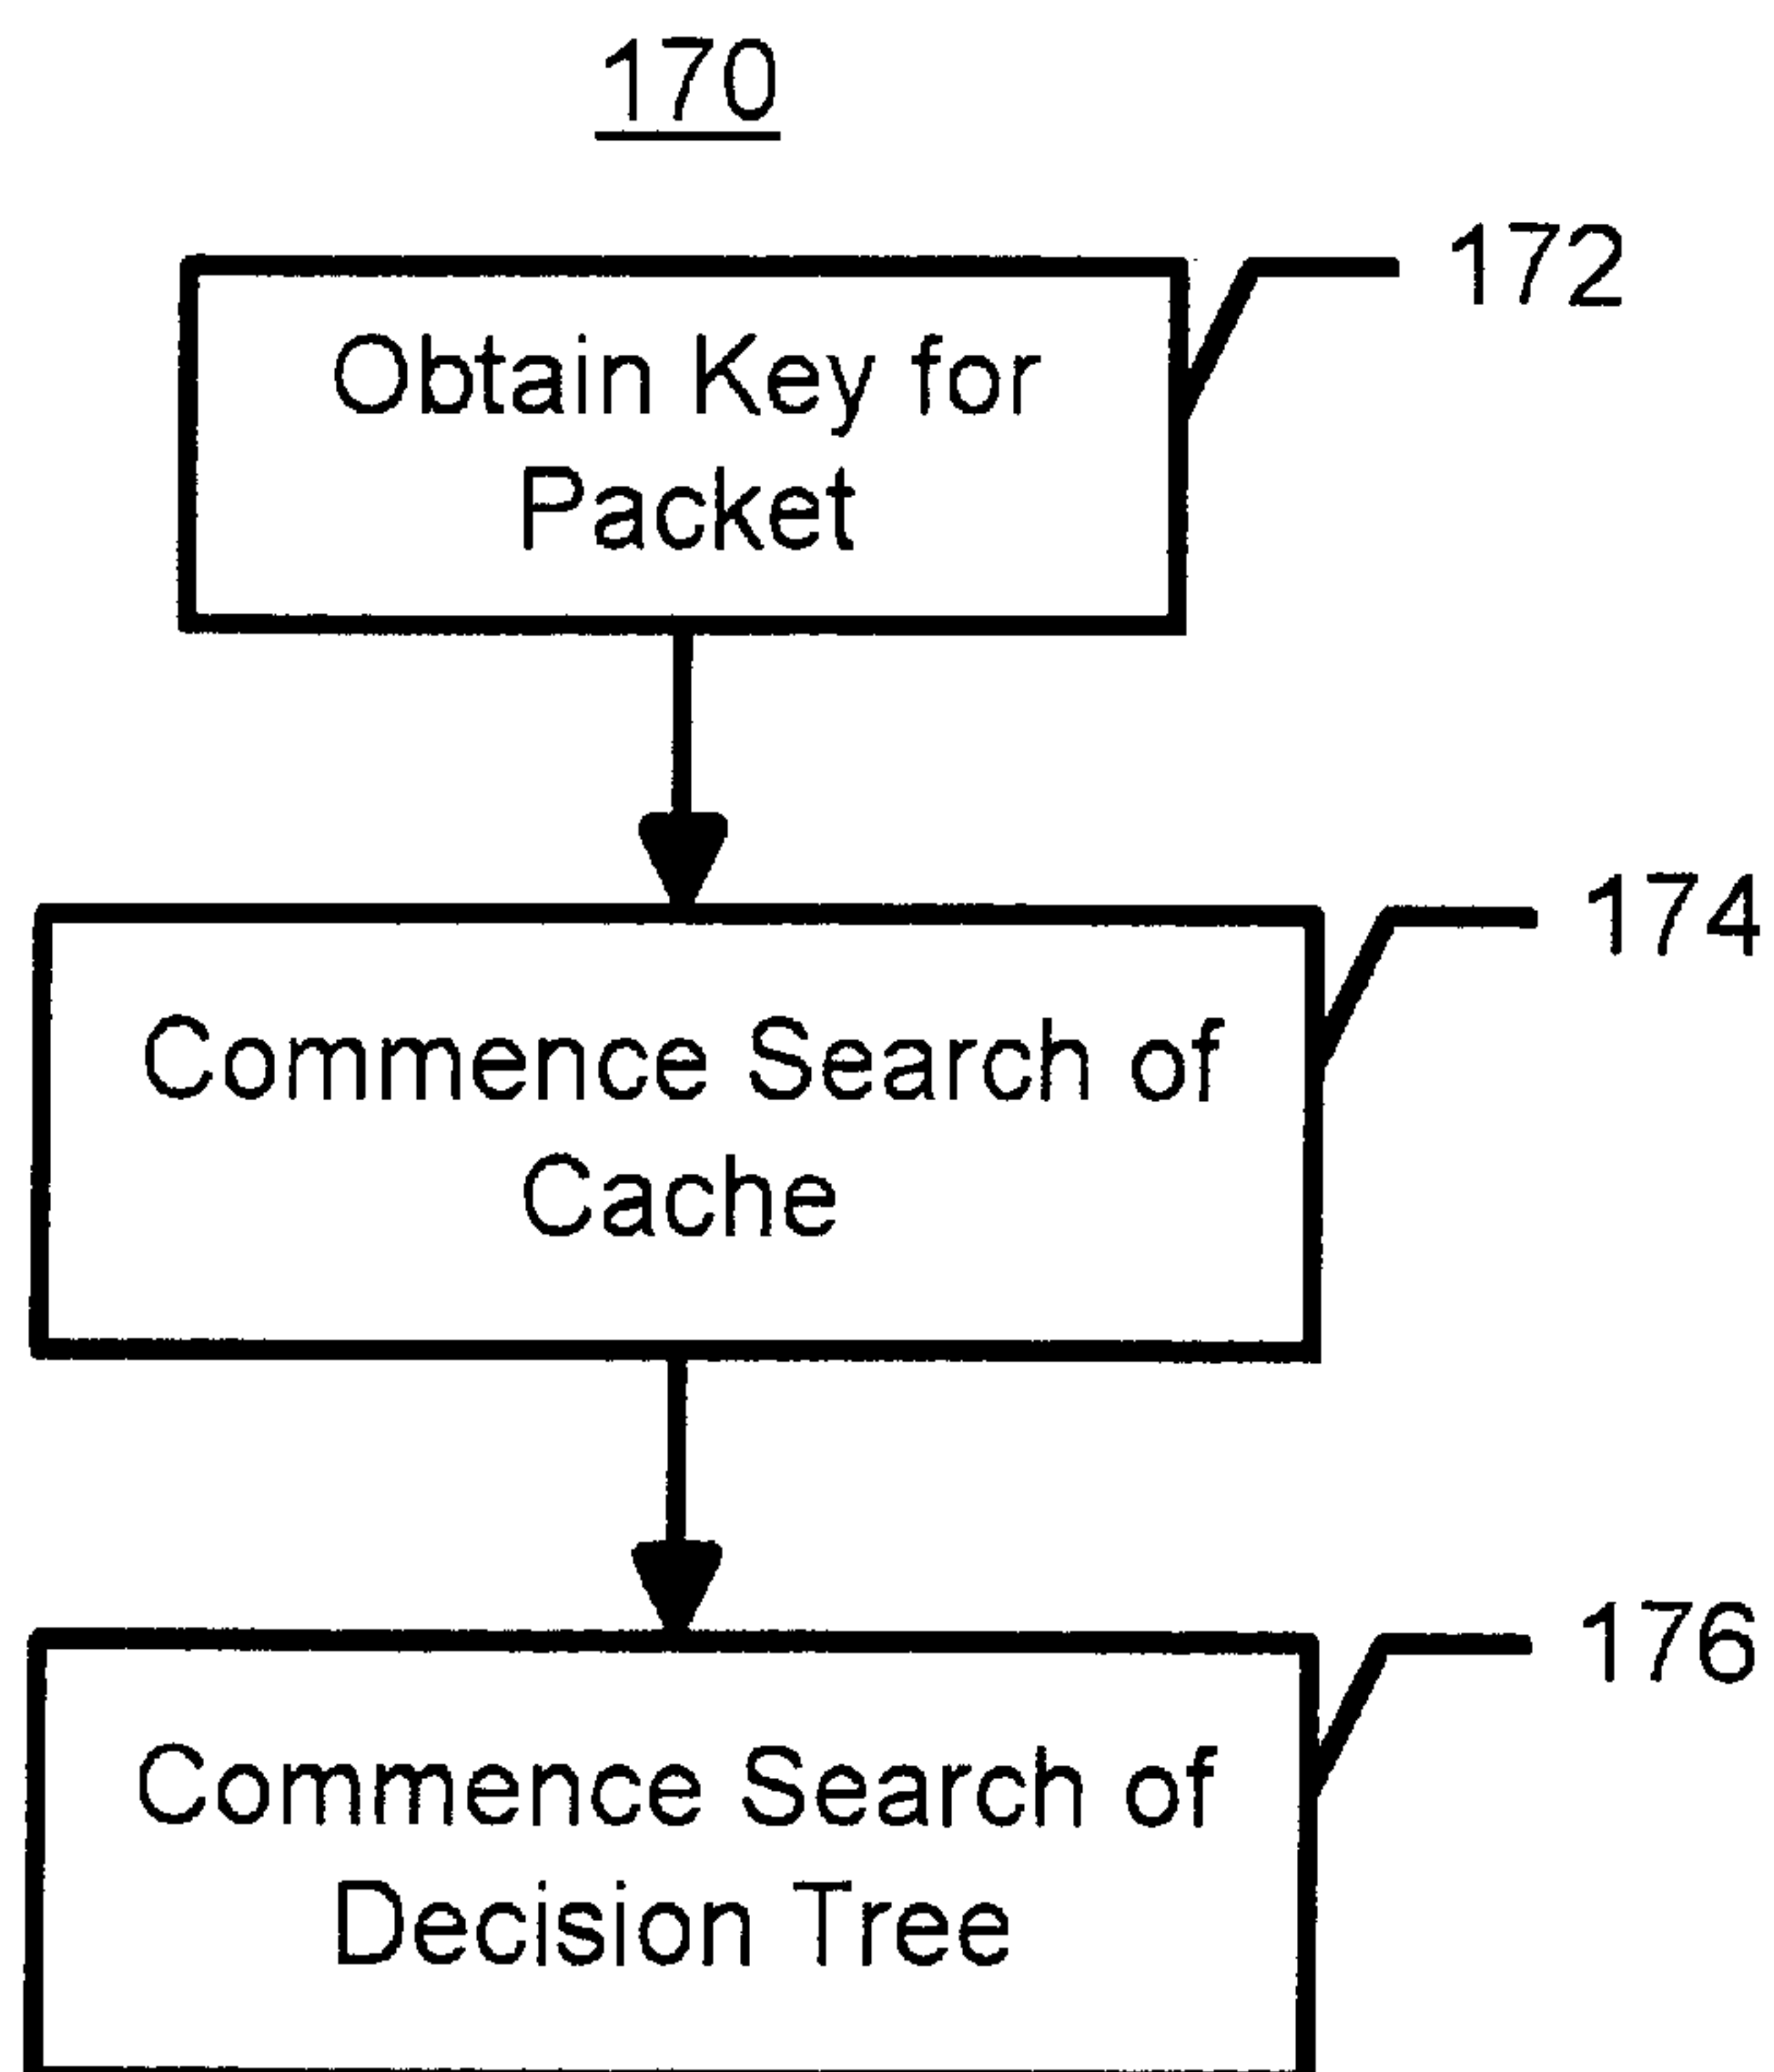 170
172
Obtain Key for
Packet
174
Commence Search of
Cache
176
Commence Search of
Decision Tree